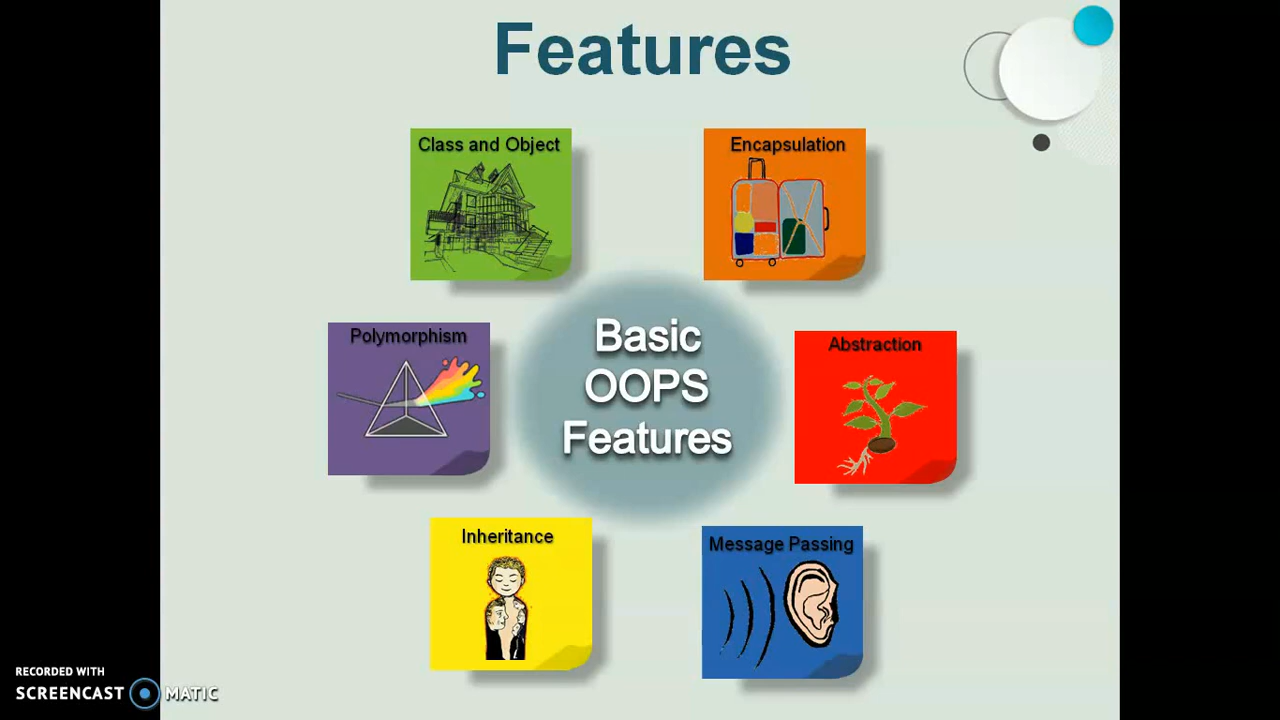 Features
Class and Object
Encapsulation
Polymorphism
Basic
OOPS
Features
Abstraction
Inheritance
Message Passing
RECORDED WITH
SCREENCAST MATIC